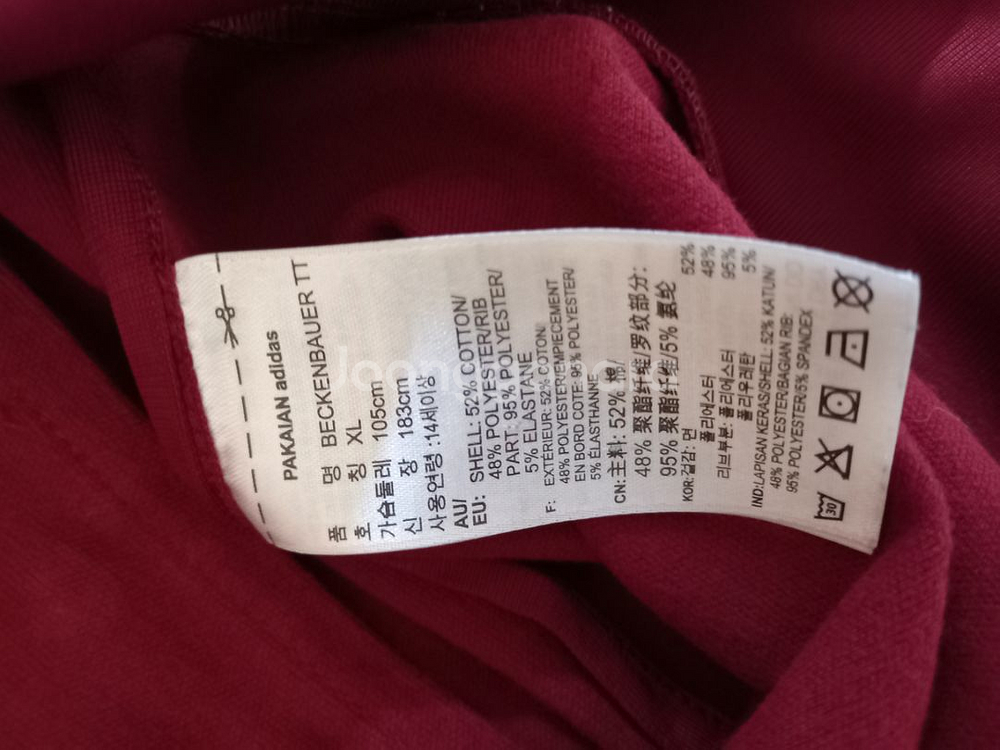 PAKAIAN adidas
품 명 BECKENBAUER TT
호 칭 XL
가슴둘레 105cm
신 장 183cm
사용연령 :14세이상
AU/
EU: SHELL: 52% COTTON/
48% POLYESTER/RIB
PART: 95% POLYESTER/
5% ELASTANE
F: EXTERIEUR: 52% COTON/
48% POLYESTER/EMPIECEMENT
EN BORD COTE: 95% POLYESTER/
5% ELASTHANNE
CN:主料: 52% 棉/
48% 聚酯纤维/罗纹部分:
95% 聚酯纤维/5% 氨纶
KOR:겉감: 면 52%
폴리에스터 48%
리브부분: 폴리에스터 95%
폴리우레탄 5%
IND:LAPISAN KERAS/SHELL: 52% KATUN/
48% POLYESTER/BAGIAN RIB:
95% POLYESTER/5% SPANDEX
30